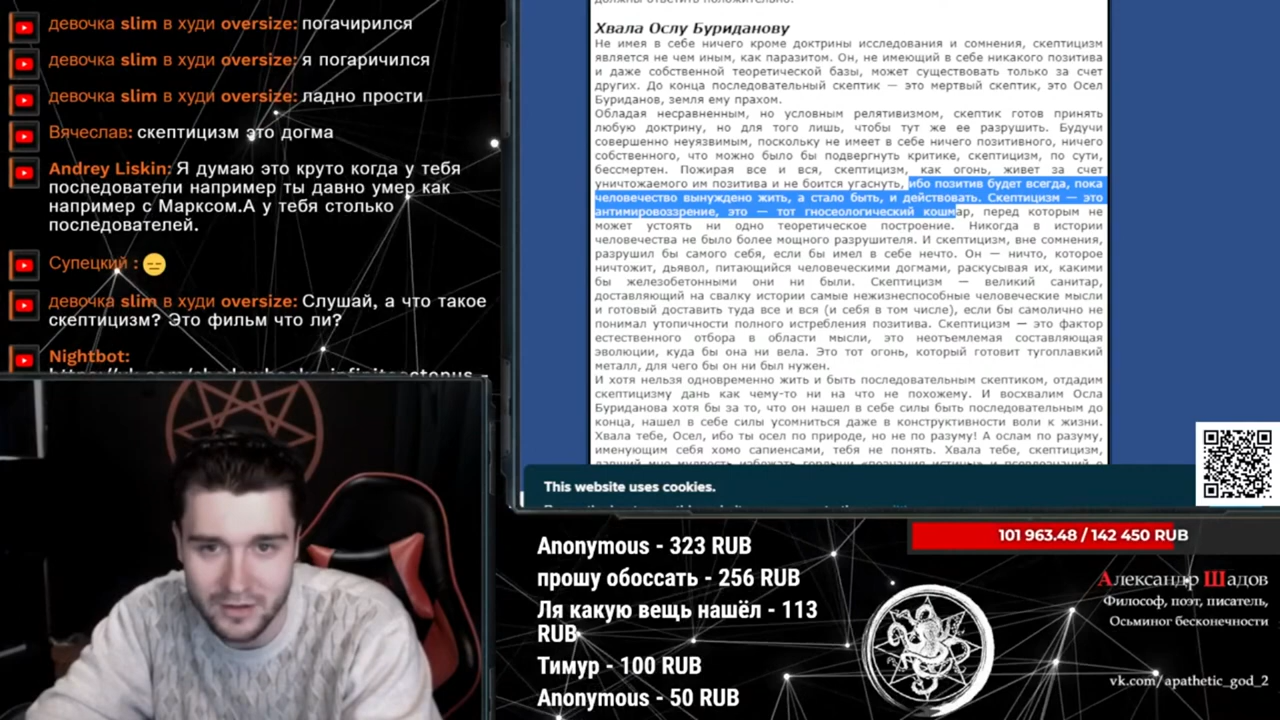 девочка slim в худи oversize: погачирился
девочка slim в худи oversize: я погаричился
девочка slim в худи oversize: ладно прости
Вячеслав: скептицизм это догма
Andrey Liskin: Я думаю это круто когда у тебя
последователи например ты давно умер как
например с Марксом.А у тебя столько
последователей.
Супецкий :
девочка slim в худи oversize: Слушай, а что такое
скептицизм? Это фильм что ли?
Nightbot:
должны ответить положительно.
Хвала Ослу Буриданову
Не имея в себе ничего кроме доктрины исследования и сомнения, скептицизм
является не чем иным, как паразитом. Он, не имеющий в себе никакого позитива
и даже собственной теоретической базы, может существовать только за счет
других. До конца последовательный скептик — это мертвый скептик, это Осел
Буриданов, земля ему прахом.
Обладая несравненным, но условным релятивизмом, скептик готов принять
любую доктрину, но для того лишь, чтобы тут же ее разрушить. Будучи
совершенно неуязвимым, поскольку не имеет в себе ничего позитивного, ничего
собственного, что можно было бы подвергнуть критике, скептицизм, по сути,
бессмертен. Пожирая все и вся, скептицизм, как огонь, живет за счет
уничтожаемого им позитива и не боится угаснуть, ибо позитив будет всегда, пока
человечество вынуждено жить, а стало быть, и действовать. Скептицизм — это
антимировоззрение, это — тот гносеологический кошмар, перед которым не
может устоять ни одно теоретическое построение. Никогда в истории
человечества не было более мощного разрушителя. И скептицизм, вне сомнения,
разрушил бы самого себя, если бы имел в себе нечто. Он — ничто, которое
ничтожит, дьявол, питающийся человеческими догмами, раскусывая их, какими
бы железобетонными они ни были. Скептицизм — великий санитар,
доставляющий на свалку истории самые нежизнеспособные человеческие мысли
и готовый доставить туда все и вся (и себя в том числе), если бы самолично не
понимал утопичности полного истребления позитива. Скептицизм — это фактор
естественного отбора в области мысли, это неотъемлемая составляющая
эволюции, куда бы она ни вела. Это тот огонь, который готовит тугоплавкий
металл, для чего бы он ни был нужен.
И хотя нельзя одновременно жить и быть последовательным скептиком, отдадим
скептицизму дань как чему-то ни на что не похожему. И восхвалим Осла
Буриданова хотя бы за то, что он нашел в себе силы быть последовательным до
конца, нашел в себе силы усомниться даже в конструктивности воли к жизни.
Хвала тебе, Осел, ибо ты осел по природе, но не по разуму! А ослам по разуму,
именующим себя хомо сапиенсами, тебя не понять. Хвала тебе, скептицизм,
This website uses cookies.
Anonymous - 323 RUB
прошу обоссать - 256 RUB
Ля какую вещь нашёл - 113
RUB
Тимур - 100 RUB
Anonymous - 50 RUB
101 963.48 / 142 450 RUB
Александр Шадов
Философ, поэт, писатель,
Осьминог бесконечности
vk.com/apathetic_god_2